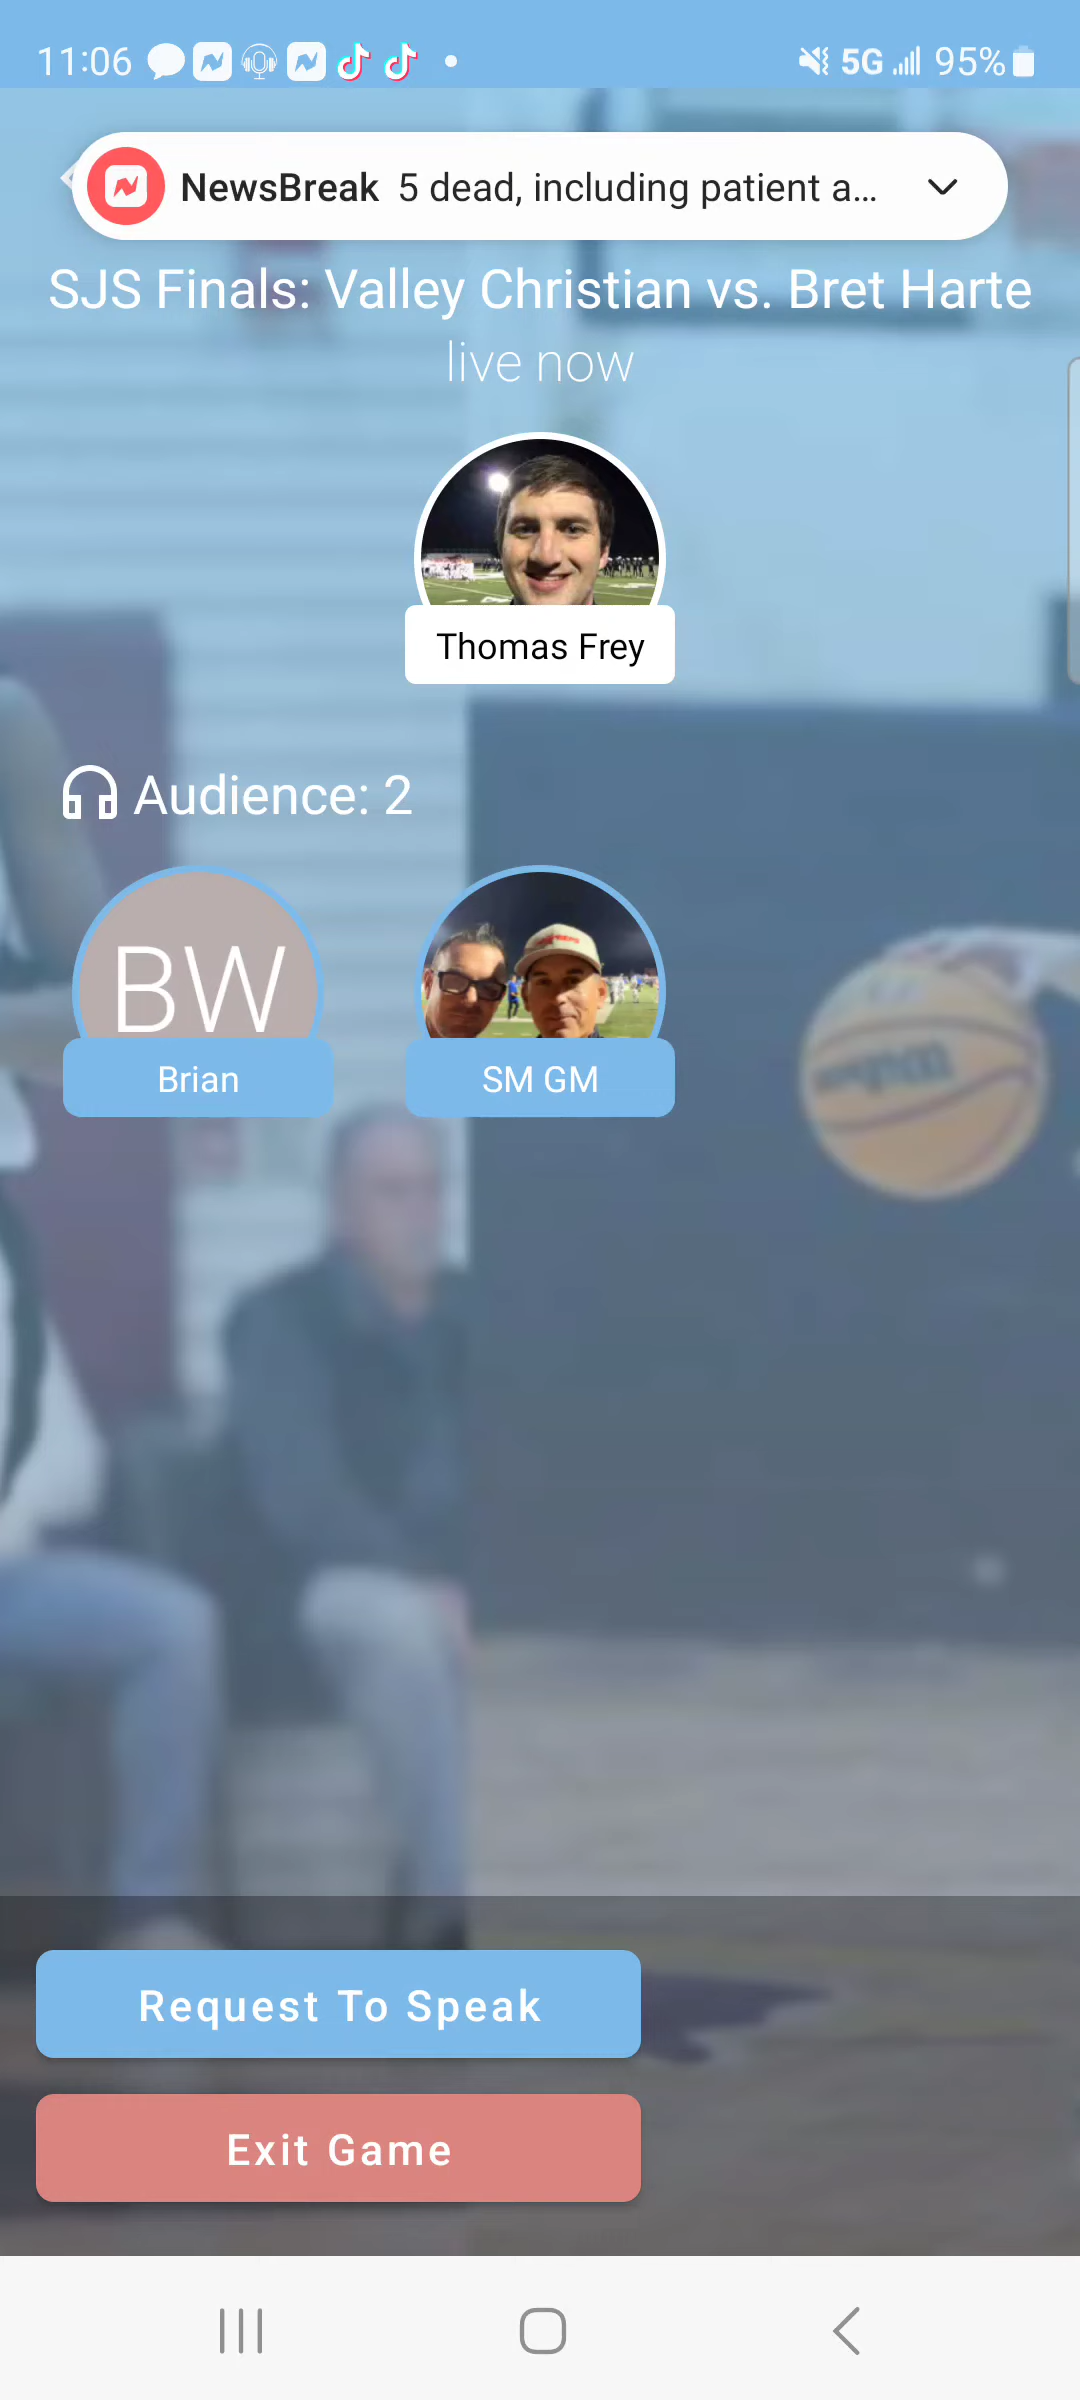 11:06
5G 95%
NewsBreak 5 dead, including patient a...
SJS Finals: Valley Christian vs. Bret Harte
live now
Thomas Frey
Audience: 2
BW
Brian
SM GM
Request To Speak
Exit Game